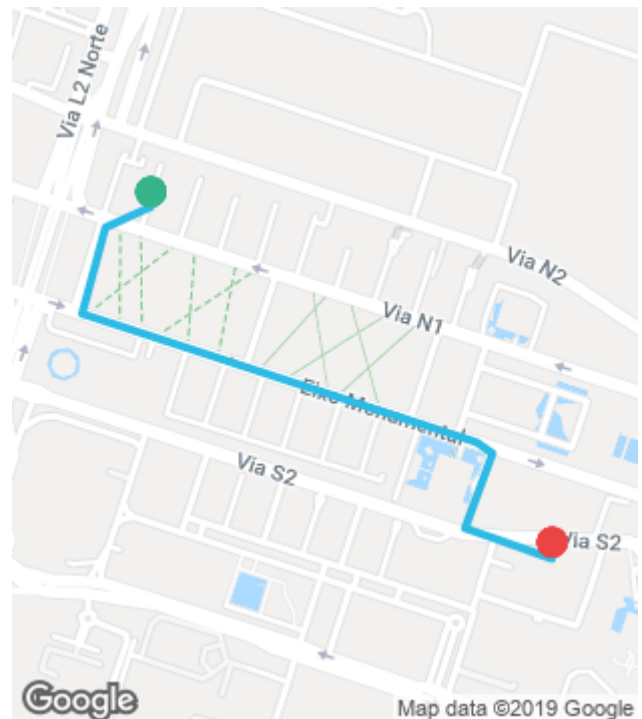 Via L2 Norte
Via N2
Via N1
Eixo Monumental
Via S2
Via S2
Google
Map data ©2019 Google